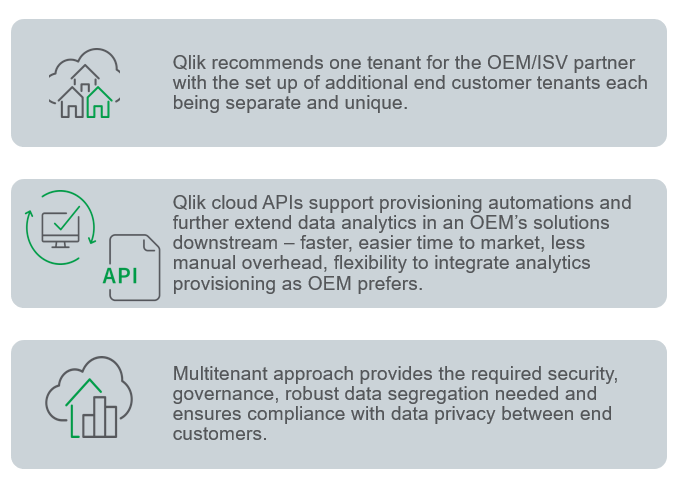 Qlik recommends one tenant for the OEM/ISV partner
with the set up of additional end customer tenants each
being separate and unique.
Qlik cloud APIs support provisioning automations and
further extend data analytics in an OEM’s solutions
downstream – faster, easier time to market, less
manual overhead, flexibility to integrate analytics
provisioning as OEM prefers.
API
Multitenant approach provides the required security,
governance, robust data segregation needed and
ensures compliance with data privacy between end
customers.